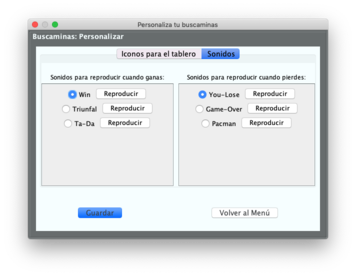 Personaliza tu buscaminas
Buscaminas: Personalizar
Iconos para el tablero Sonidos
Sonidos para reproducir cuando ganas: Sonidos para reproducir cuando pierdes:
Win Reproducir You-Lose Reproducir
Triunfal Reproducir Game-Over Reproducir
Ta-Da Reproducir Pacman Reproducir
Guardar Volver al Menú